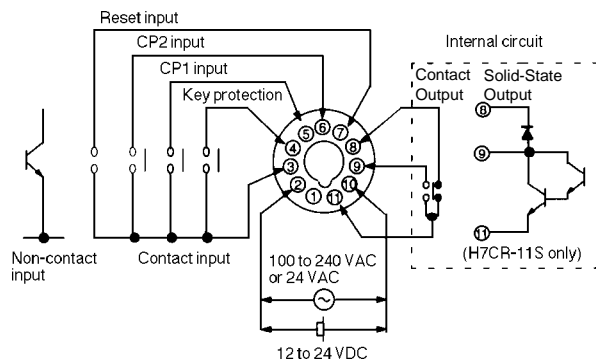 Reset input
CP2 input
CP1 input
Key protection
Internal circuit
Contact Output
Solid-State Output
6
5
7
4
8
3
9
2
10
1
11
8
9
11
(H7CR-11S only)
Non-contact input
Contact input
100 to 240 VAC
or 24 VAC
12 to 24 VDC